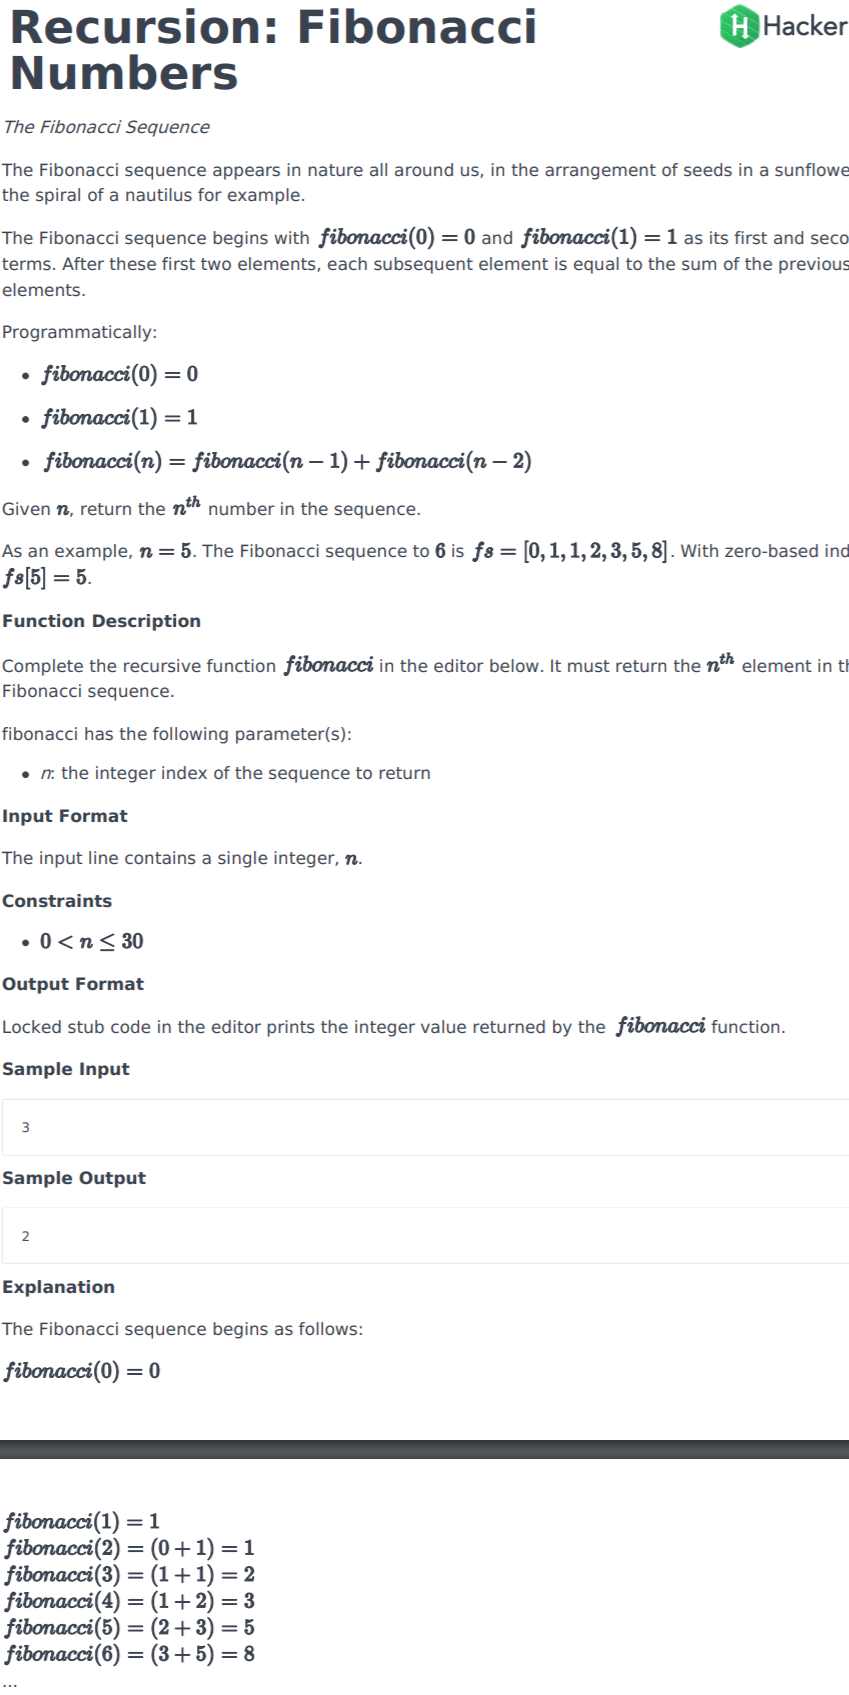 Recursion: Fibonacci
Numbers
Hacker
The Fibonacci Sequence
The Fibonacci sequence appears in nature all around us, in the arrangement of seeds in a sunflowe
the spiral of a nautilus for example.
The Fibonacci sequence begins with fibonacci(0) = 0 and fibonacci(1) = 1 as its first and seco
terms. After these first two elements, each subsequent element is equal to the sum of the previous
elements.
Programmatically:
• fibonacci(0) = 0
• fibonacci(1) = 1
• fibonacci(n) = fibonacci(n − 1) + fibonacci(n − 2)
Given n, return the n^th number in the sequence.
As an example, n = 5. The Fibonacci sequence to 6 is fs = [0, 1, 1, 2, 3, 5, 8]. With zero-based ind
fs[5] = 5.
Function Description
Complete the recursive function fibonacci in the editor below. It must return the n^th element in th
Fibonacci sequence.
fibonacci has the following parameter(s):
• n: the integer index of the sequence to return
Input Format
The input line contains a single integer, n.
Constraints
• 0 < n ≤ 30
Output Format
Locked stub code in the editor prints the integer value returned by the fibonacci function.
Sample Input
3
Sample Output
2
Explanation
The Fibonacci sequence begins as follows:
fibonacci(0) = 0
fibonacci(1) = 1
fibonacci(2) = (0 + 1) = 1
fibonacci(3) = (1 + 1) = 2
fibonacci(4) = (1 + 2) = 3
fibonacci(5) = (2 + 3) = 5
fibonacci(6) = (3 + 5) = 8
...